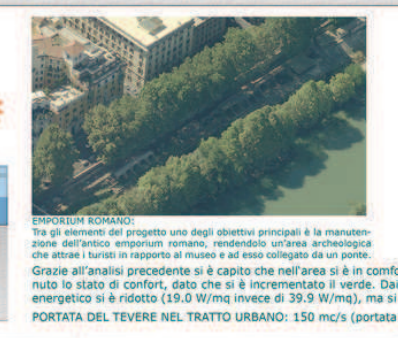 EMPORIUM ROMANO:
Tra gli elementi del progetto uno degli obiettivi principali è la manuten-
zione dell'antico emporium romano, rendendolo un'area archeologica
che attrae i turisti in rapporto al museo e ad esso collegato da un ponte.
Grazie all'analisi precedente si è capito che nell'area si è in comfo
nuto lo stato di confort, dato che si è incrementato il verde. Dai
energetico si è ridotto (19.0 W/mq invece di 39.9 W/mq), ma si
PORTATA DEL TEVERE NEL TRATTO URBANO: 150 mc/s (portata